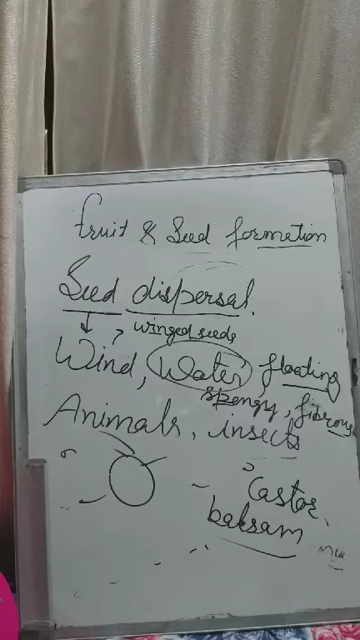 fruit & Seed formation
Seed dispersal.
winged seeds
Wind, Water floating
spongy, fibrous
Animals, insects
Castor,
balsam